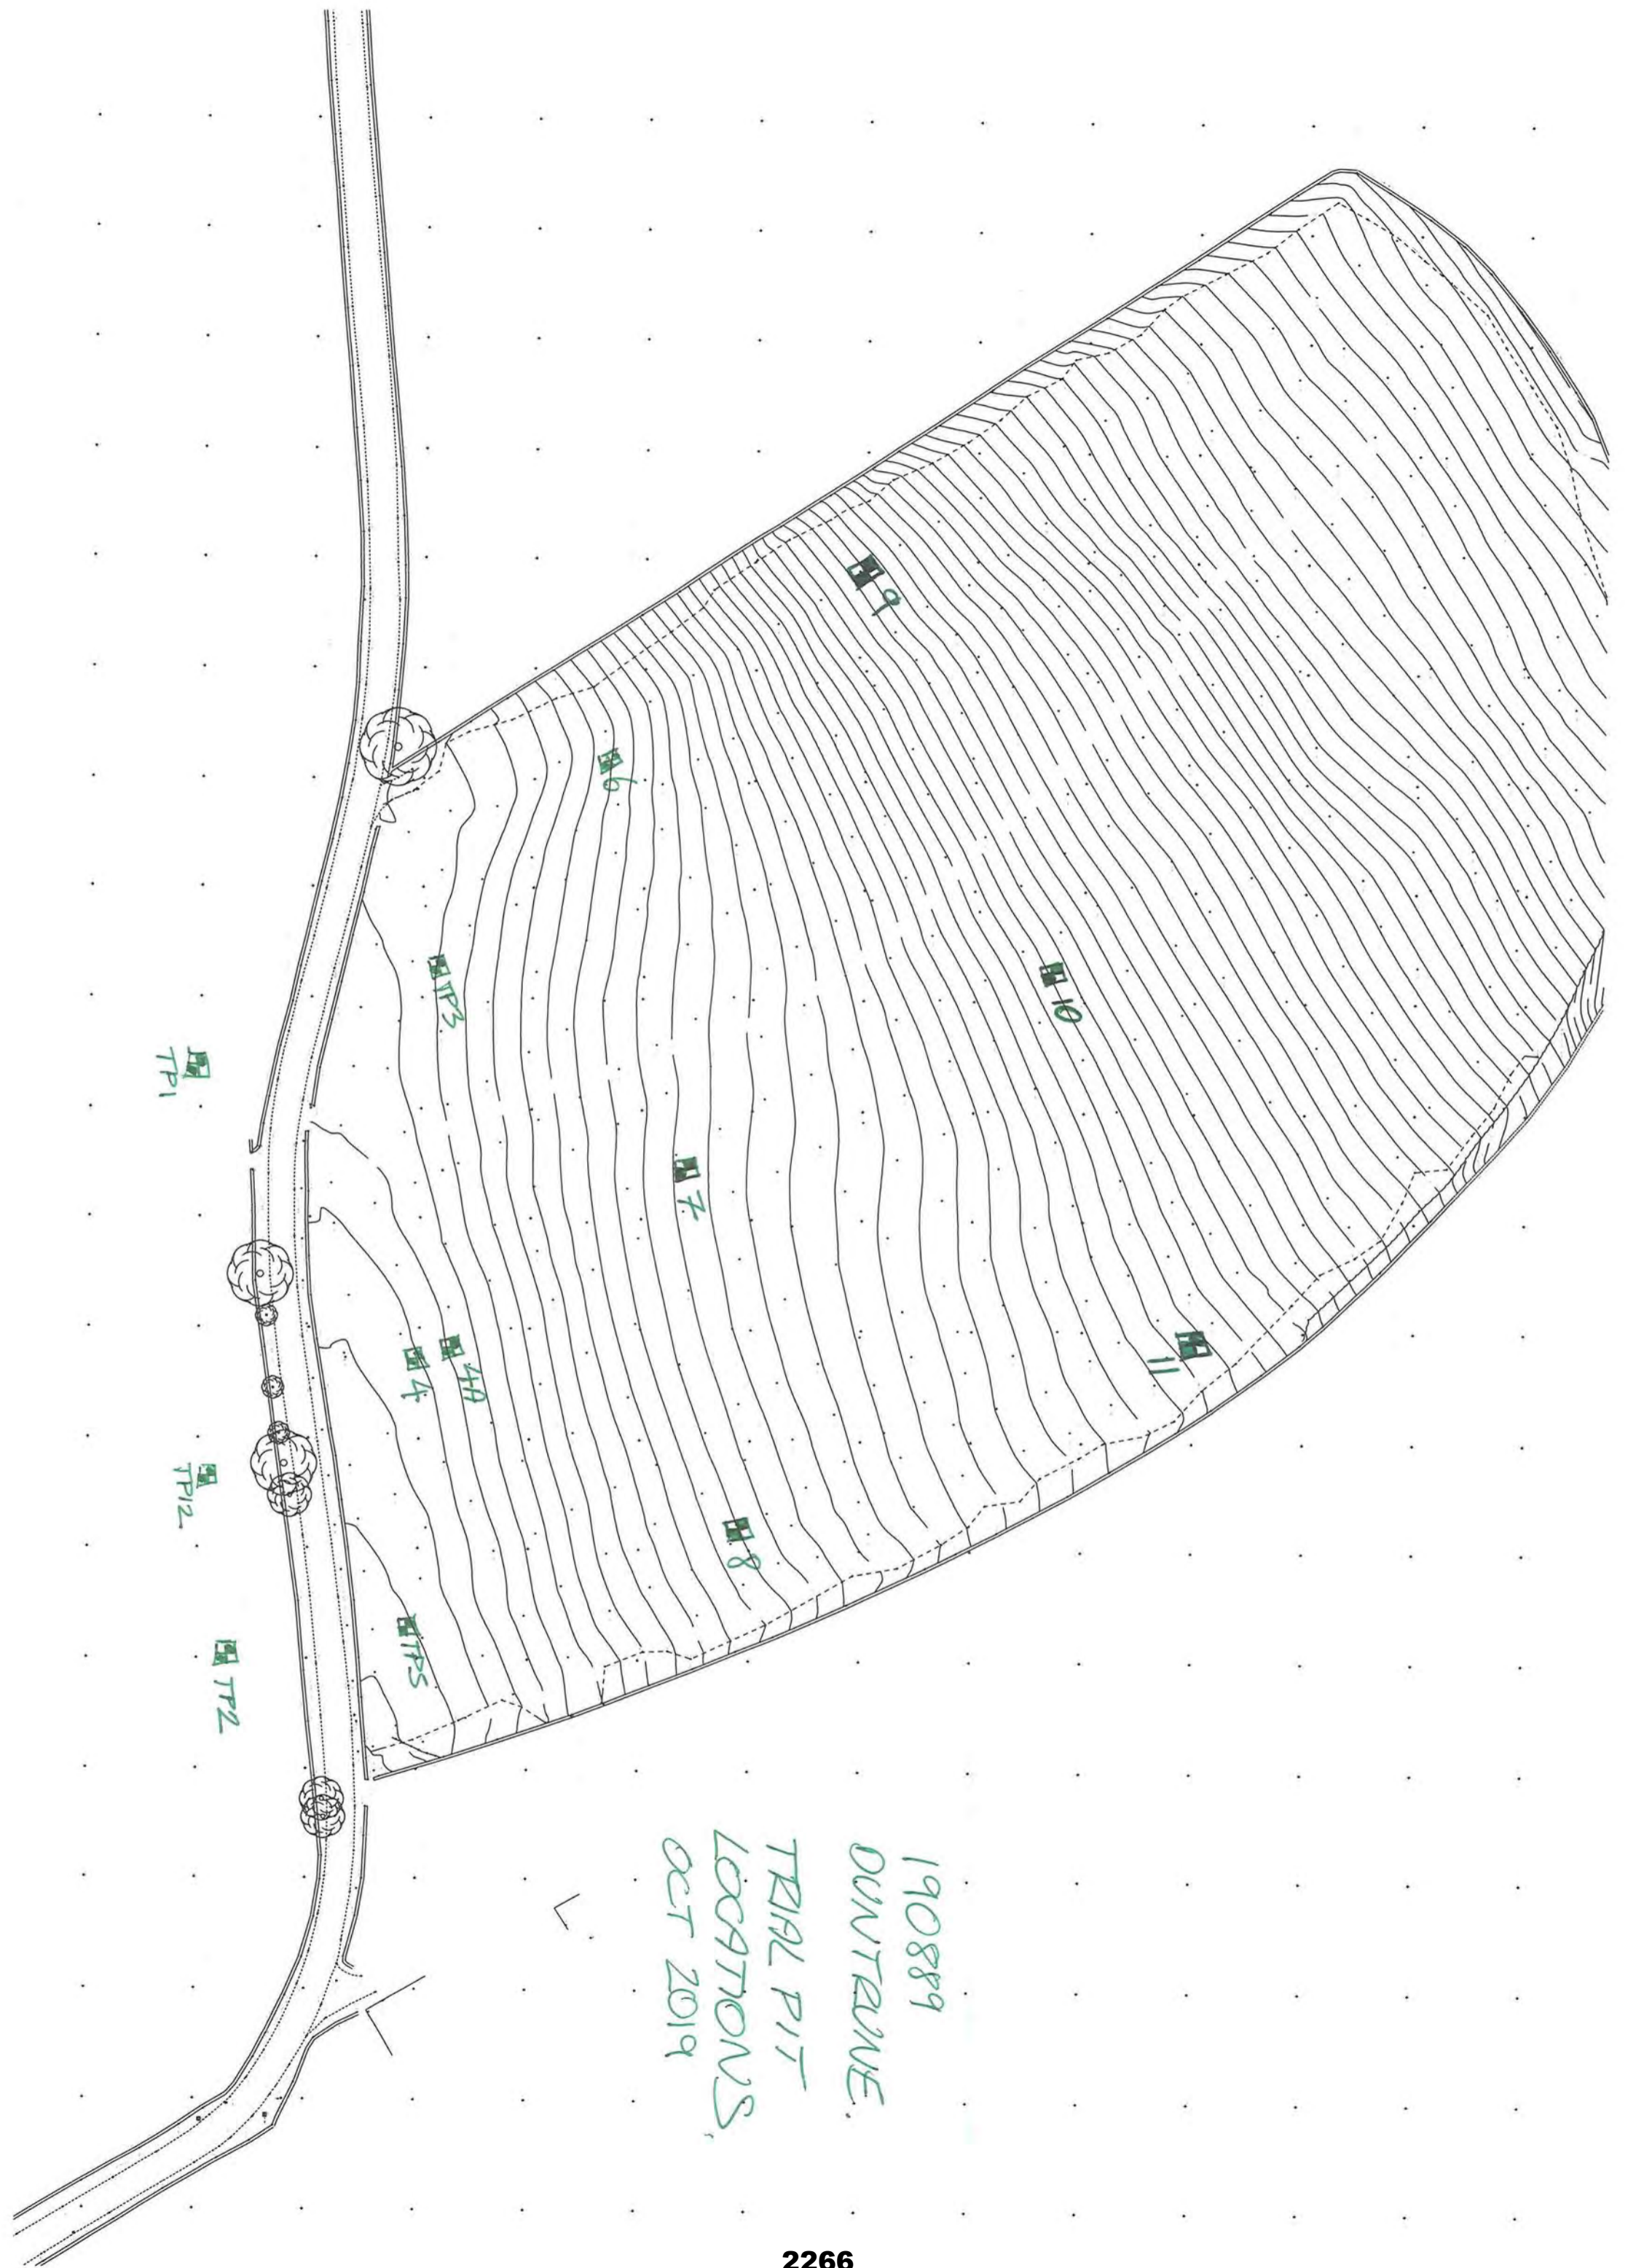 190889
DUNTRUNE.
TRIAL PIT
LOCATIONS,
OCT 2019
9
6
10
TP3
TP1
7
11
4A
4
TP12
8
TP5
TP2
2266